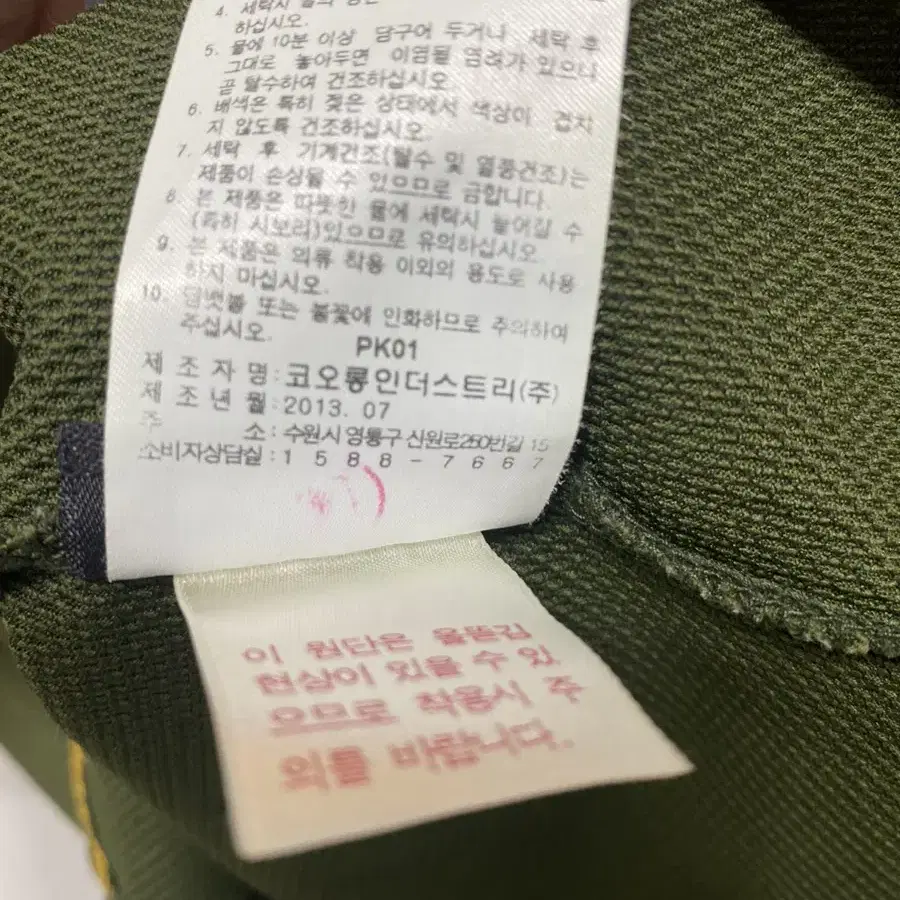 4. 세탁시
하십시오.
5. 물에 10분 이상 담구어 두거나 세탁 후
그대로 놓아두면 이염될 염려가 있으니
곧 탈수하여 건조하십시오.
6. 배색은 특히 젖은 상태에서 색상이 겹치
지 않도록 건조하십시오.
7. 세탁 후 기계건조(탈수 및 열풍건조)는
제품이 손상될 수 있으므로 금합니다.
8. 본 제품은 따뜻한 물에 세탁시 늘어질 수
(특히 시보리)있으므로 유의하십시오.
9. 본 제품은 의류 착용 이외의 용도로 사용
하지 마십시오.
10. 담뱃불 또는 불꽃에 인화하므로 주의하여
주십시오.
PK01
제 조 자 명 : 코오롱인더스트리(주)
제 조 년 월 : 2013. 07
주 소 : 수원시 영통구 신원로250번길 15
소비자상담실 : 1 5 8 8 - 7 6 6 7
이 원단은 올뜯김
현상이 있을 수 있
으므로 착용시 주
의를 바랍니다.